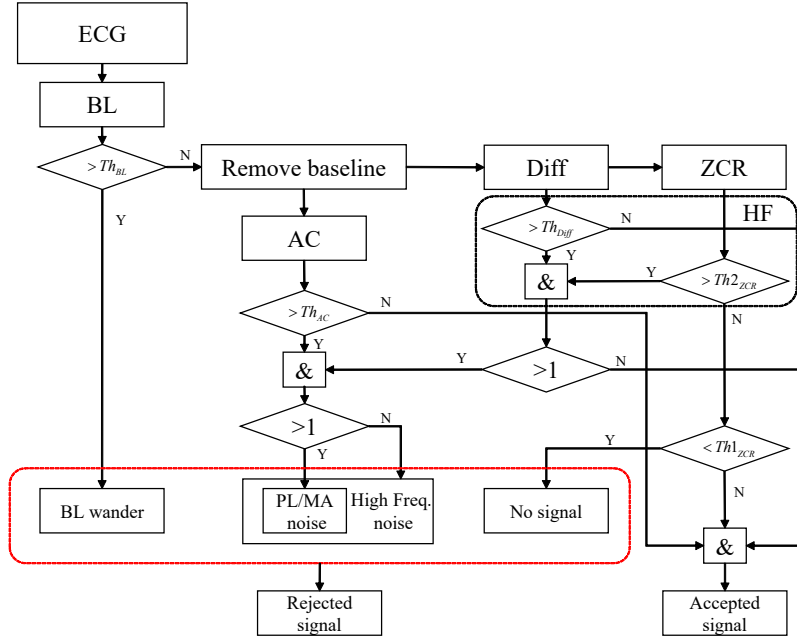 ECG
BL
> Th_BL
N
Y
Remove baseline
Diff
ZCR
HF
AC
> Th_Diff
N
Y
&
Y
> Th2_ZCR
N
> Th_AC
N
Y
&
Y
>1
N
>1
N
Y
Y
< Th1_ZCR
N
BL wander
PL/MA
noise
High Freq.
noise
No signal
&
Rejected
signal
Accepted
signal